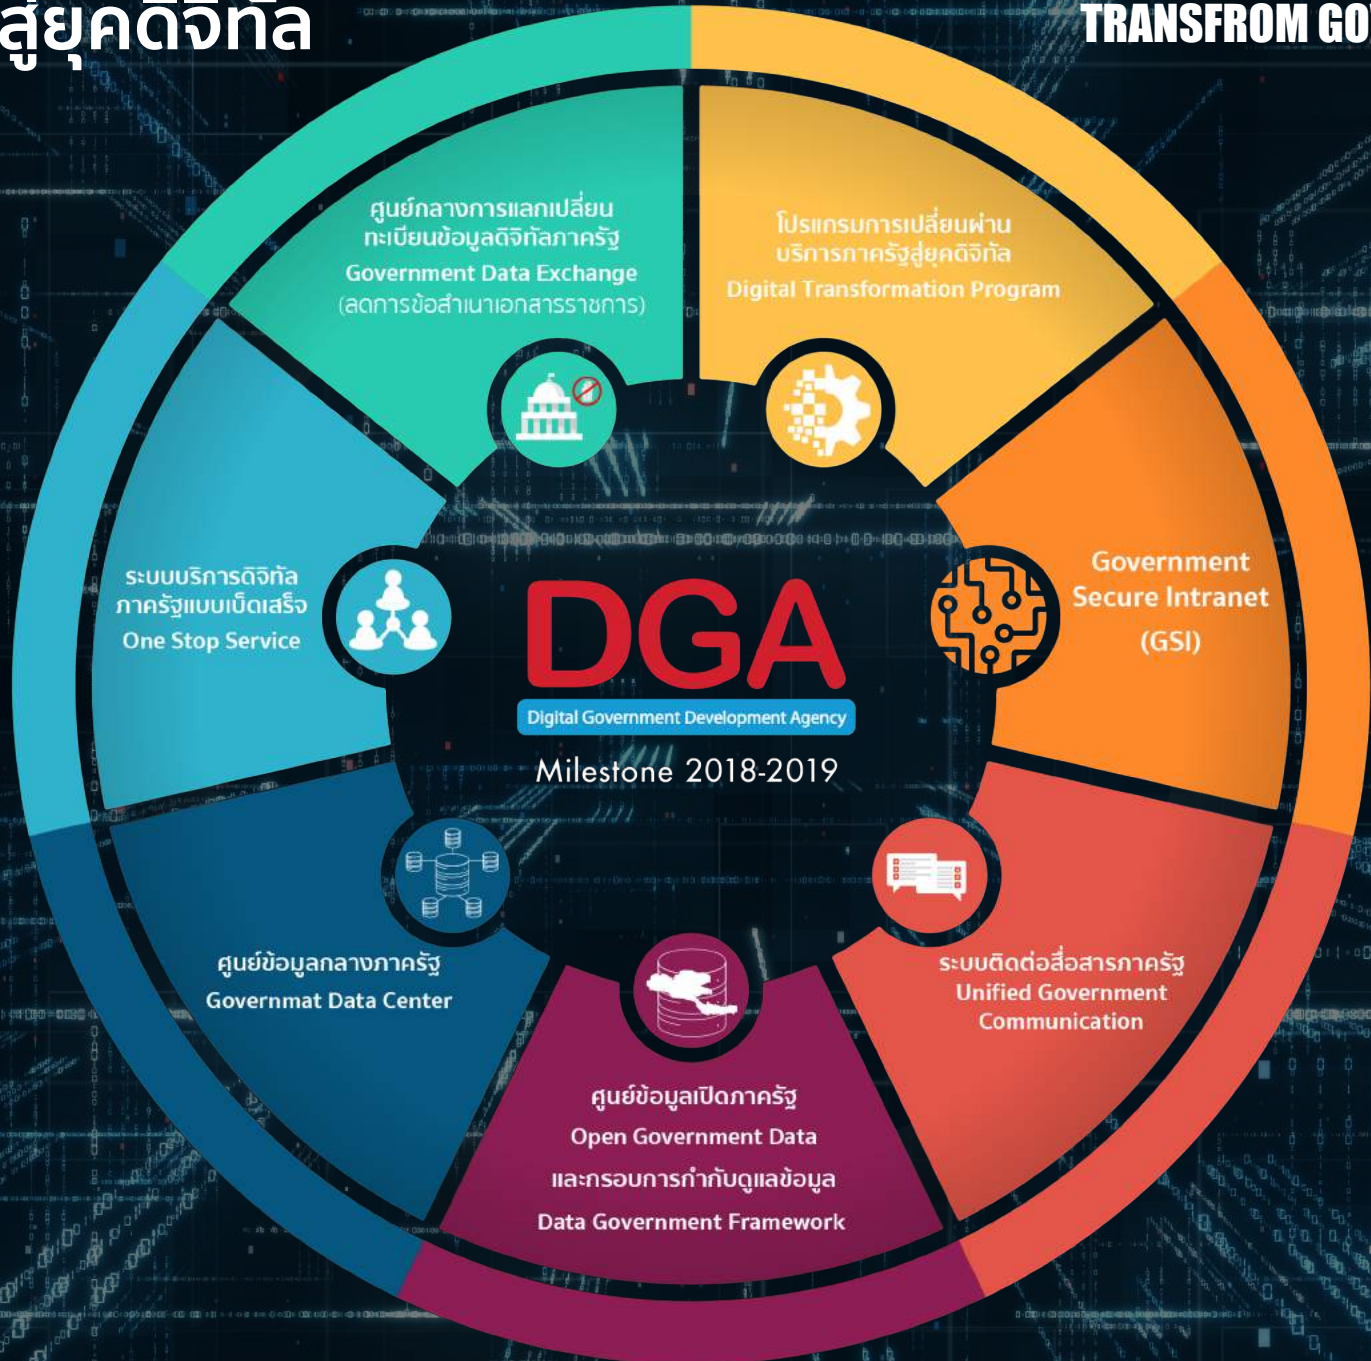 สู่ยุคดิจิทัล
TRANSFROM GO
ศูนย์กลางการแลกเปลี่ยน
ทะเบียนข้อมูลดิจิทัลภาครัฐ
Government Data Exchange
(ลดการข้อสำเนาเอกสารราชการ)
โปรแกรมการเปลี่ยนผ่าน
บริการภาครัฐสู่ยุคดิจิทัล
Digital Transformation Program
Government
Secure Intranet
(GSI)
ระบบบริการดิจิทัล
ภาครัฐแบบเบ็ดเสร็จ
One Stop Service
DGA
Digital Government Development Agency
Milestone 2018-2019
ศูนย์ข้อมูลกลางภาครัฐ
Governmat Data Center
ระบบติดต่อสื่อสารภาครัฐ
Unified Government
Communication
ศูนย์ข้อมูลเปิดภาครัฐ
Open Government Data
และกรอบการกำกับดูแลข้อมูล
Data Government Framework